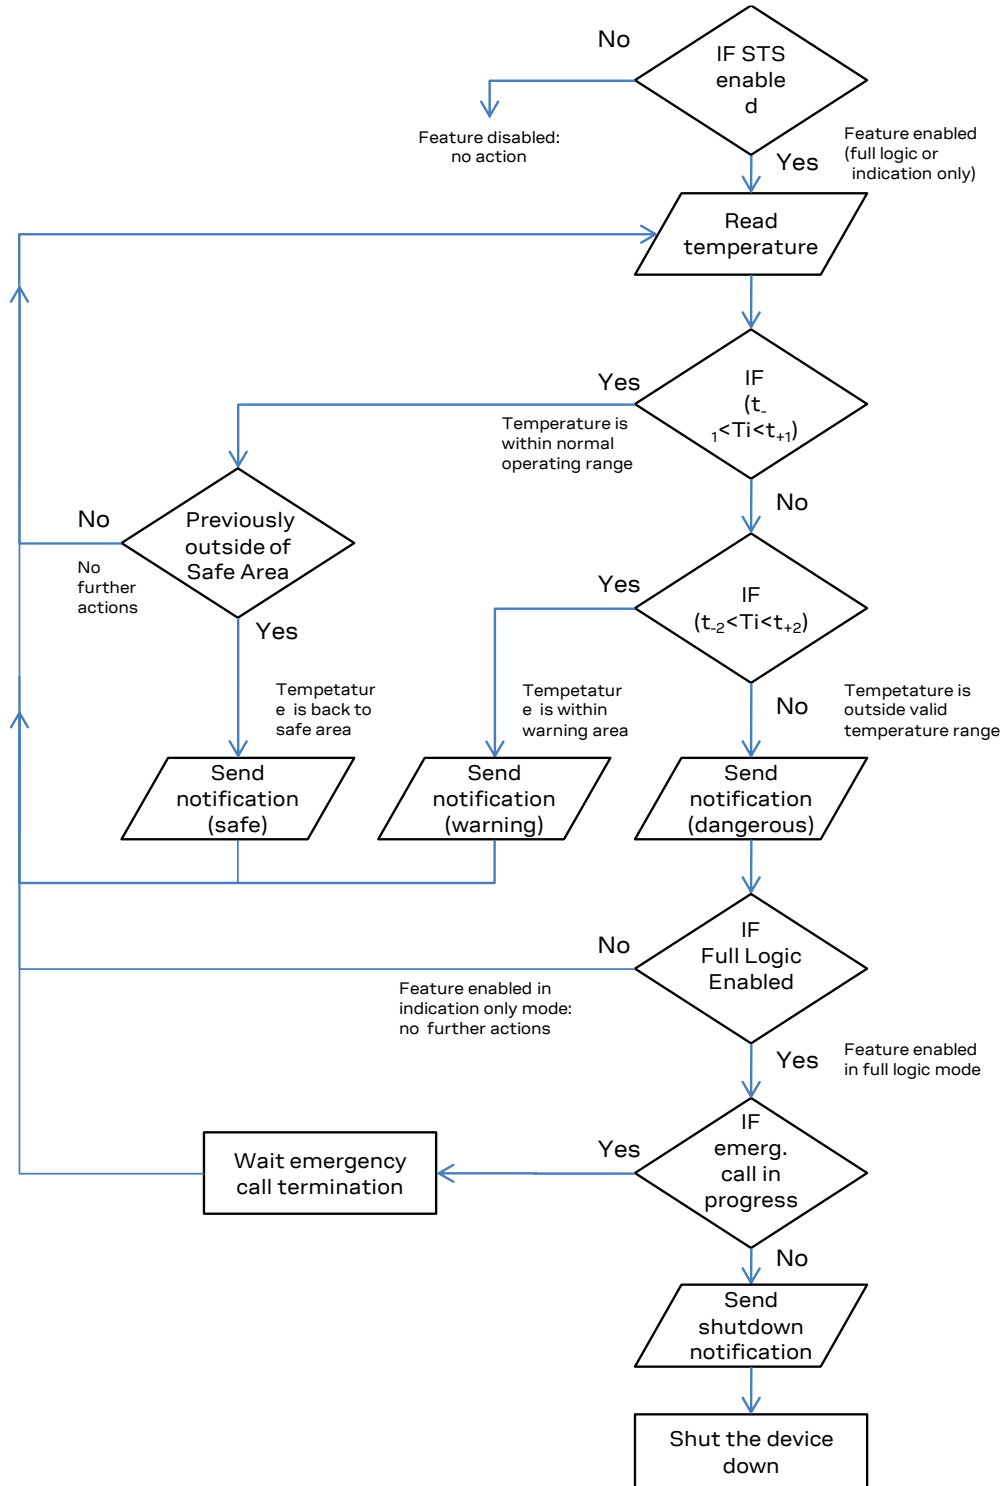 No
IF STS
enable
d
Feature disabled:
no action
Yes
Feature enabled
(full logic or
indication only)
Read
temperature
Yes
IF
(t-
1<Ti<t+1)
Temperature is
within normal
operating range
No
No
Previously
outside of
Safe Area
No
further
actions
Yes
IF
(t-2<Ti<t+2)
Yes
Tempetatur
e is back to
safe area
Tempetatur
e is within
warning area
No
Tempetature is
outside valid
temperature range
Send
notification
(safe)
Send
notification
(warning)
Send
notification
(dangerous)
No
IF
Full Logic
Enabled
Feature enabled in
indication only mode:
no further actions
Yes
Feature enabled
in full logic mode
Wait emergency
call termination
Yes
IF
emerg.
call in
progress
No
Send
shutdown
notification
Shut the device
down